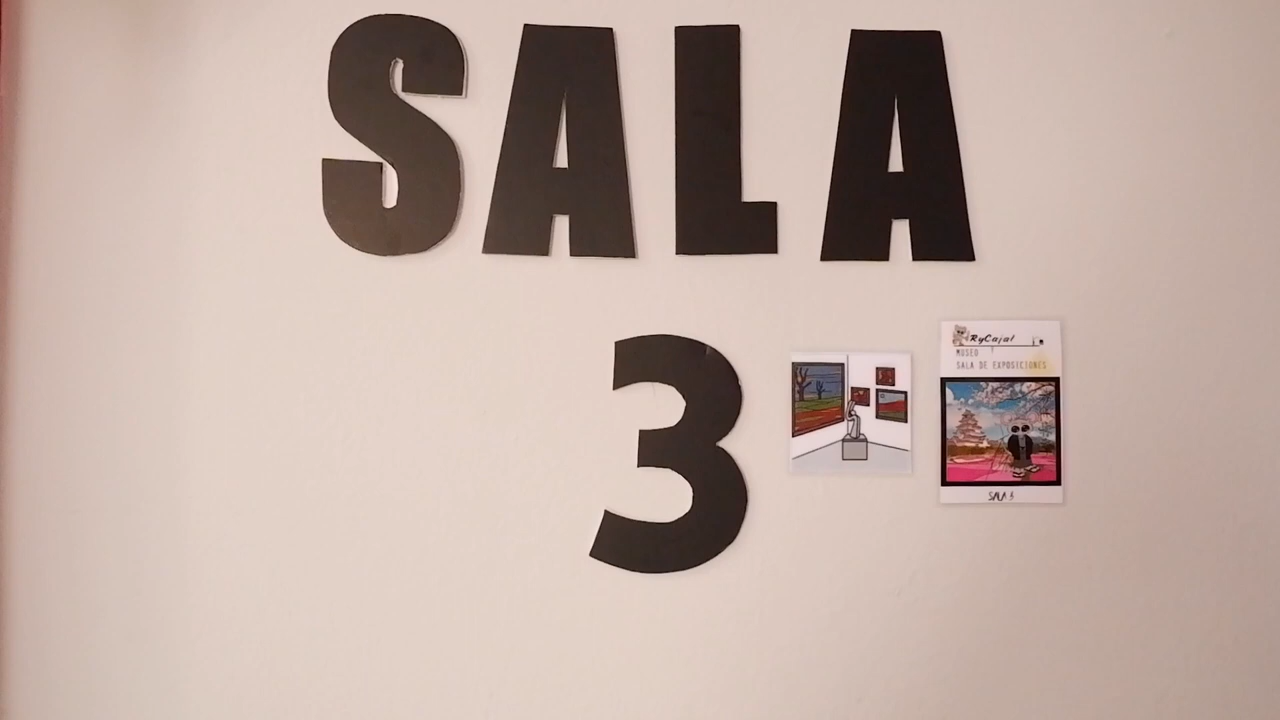 SALA
3
RyCajal
MUSEO
SALA DE EXPOSICIONES
SALA 3